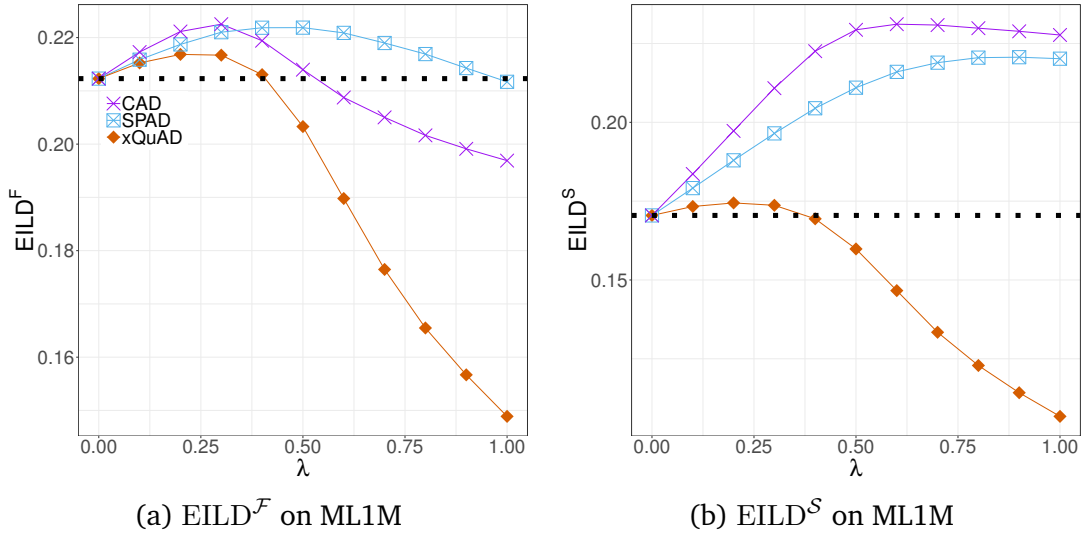 0.22
0.20
0.18
0.16
EILD^F
CAD
SPAD
xQuAD
0.00 0.25 0.50 0.75 1.00
λ
(a) EILD^ℱ on ML1M
0.20
0.15
EILD^S
0.00 0.25 0.50 0.75 1.00
λ
(b) EILD^𝒮 on ML1M